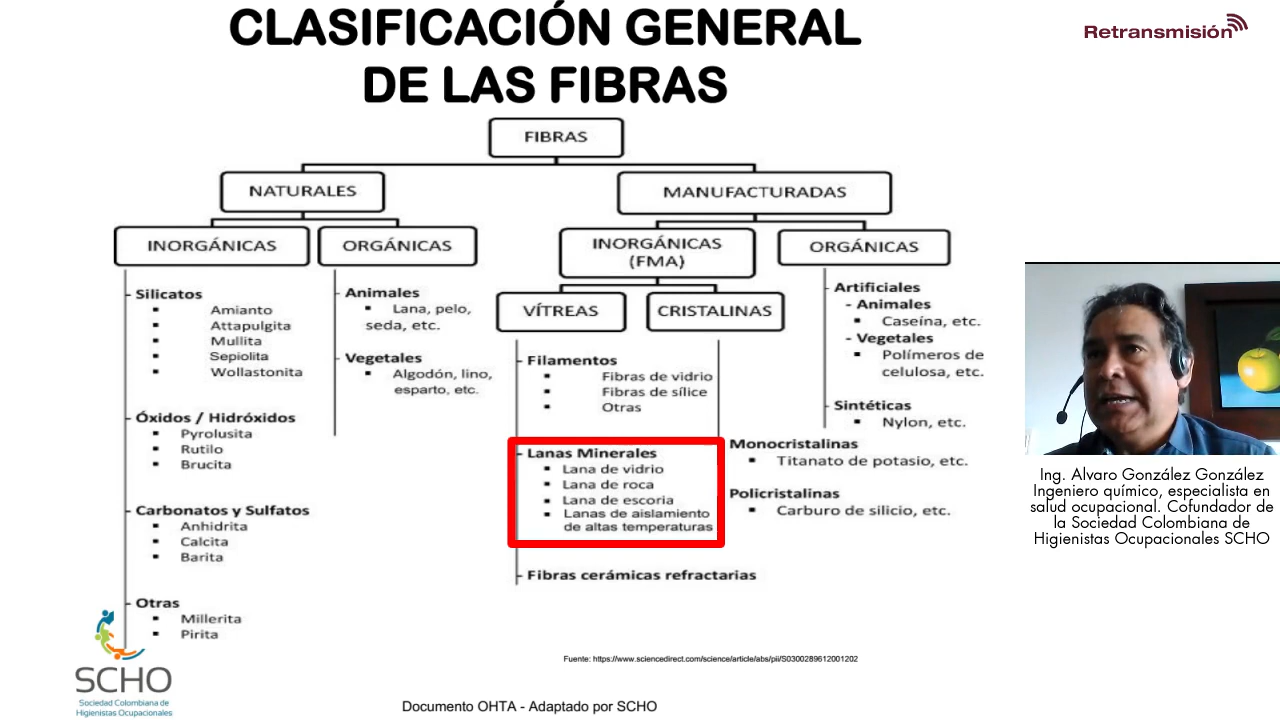 CLASIFICACIÓN GENERAL
DE LAS FIBRAS
Retransmisión
FIBRAS
NATURALES
MANUFACTURADAS
INORGÁNICAS
ORGÁNICAS
INORGÁNICAS
(FMA)
ORGÁNICAS
VÍTREAS
CRISTALINAS
- Silicatos
▪ Amianto
▪ Attapulgita
▪ Mullita
▪ Sepiolita
▪ Wollastonita
- Óxidos / Hidróxidos
▪ Pyrolusita
▪ Rutilo
▪ Brucita
- Carbonatos y Sulfatos
▪ Anhidrita
▪ Calcita
▪ Barita
- Otras
▪ Millerita
▪ Pirita
- Animales
▪ Lana, pelo,
seda, etc.
- Vegetales
▪ Algodón, lino,
esparto, etc.
- Filamentos
▪ Fibras de vidrio
▪ Fibras de sílice
▪ Otras
- Lanas Minerales
▪ Lana de vidrio
▪ Lana de roca
▪ Lana de escoria
▪ Lanas de aislamiento
de altas temperaturas
- Fibras cerámicas refractarias
Monocristalinas
▪ Titanato de potasio, etc.
Policristalinas
▪ Carburo de silicio, etc.
- Artificiales
- Animales
▪ Caseína, etc.
- Vegetales
▪ Polímeros de
celulosa, etc.
- Sintéticas
▪ Nylon, etc.
Ing. Alvaro González González
Ingeniero químico, especialista en
salud ocupacional. Cofundador de
la Sociedad Colombiana de
Higienistas Ocupacionales SCHO
Fuente: https://www.sciencedirect.com/science/article/abs/pii/S0300289612001202
SCHO
Sociedad Colombiana de
Higienistas Ocupacionales
Documento OHTA - Adaptado por SCHO